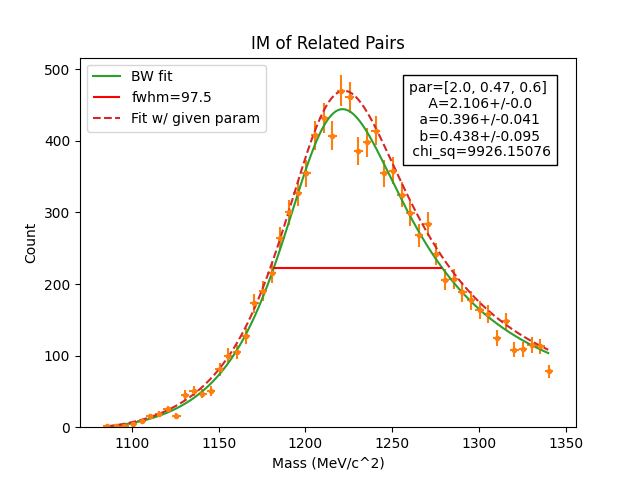 IM of Related Pairs
BW fit
fwhm=97.5
Fit w/ given param
par=[2.0, 0.47, 0.6]
A=2.106+/-0.0
a=0.396+/-0.041
b=0.438+/-0.095
chi_sq=9926.15076
Count
500
400
300
200
100
0
1100 1150 1200 1250 1300 1350
Mass (MeV/c^2)